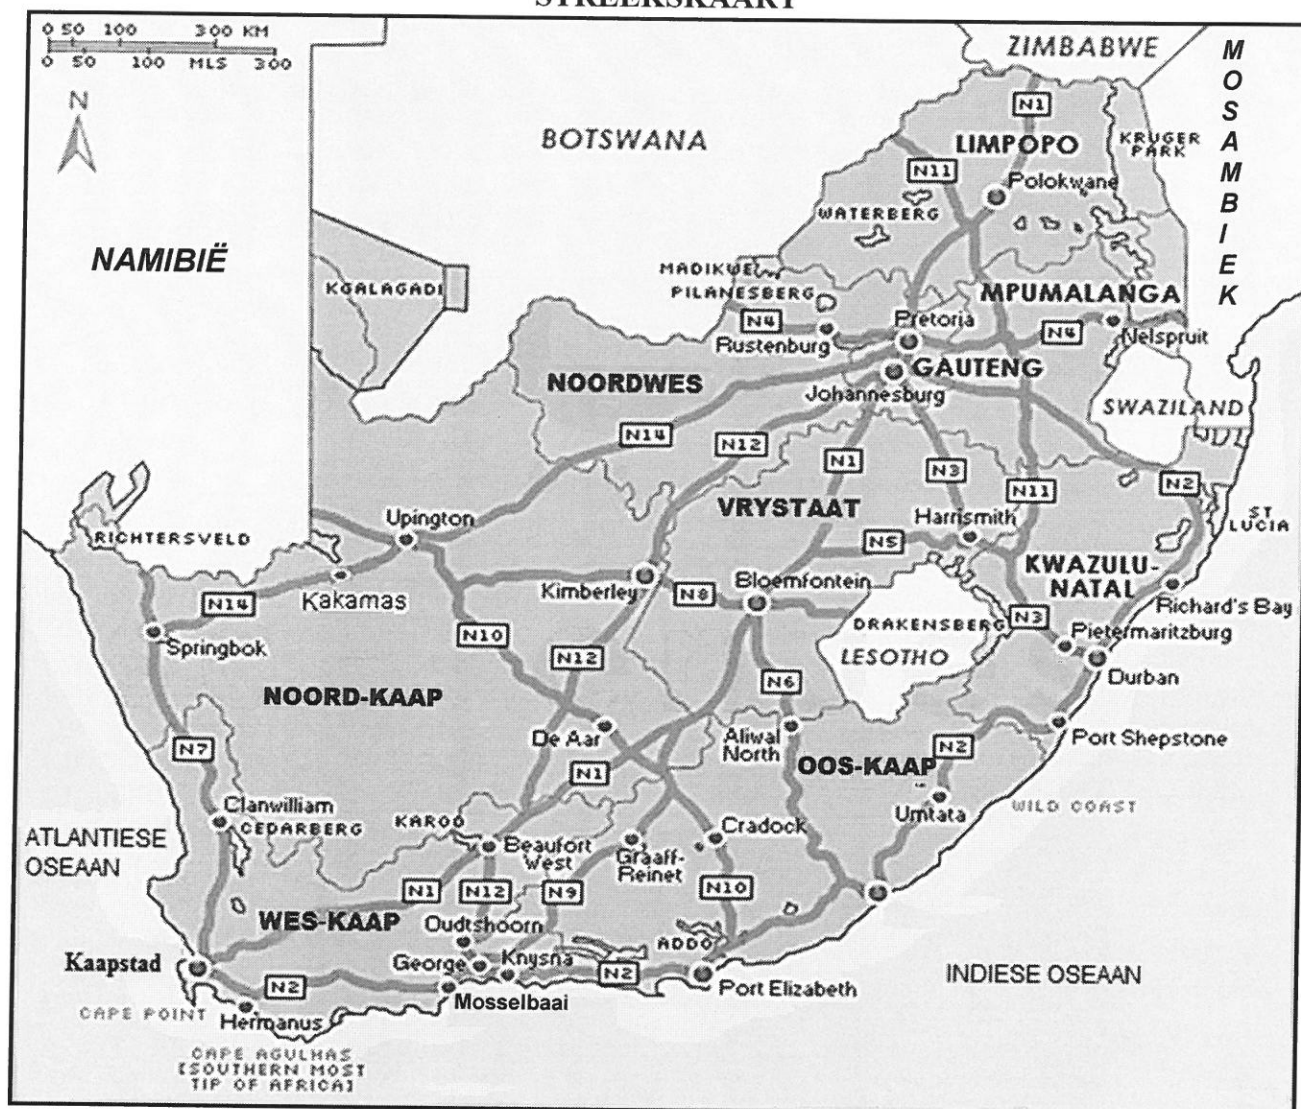 STREEKSKAART
0 50 100 300 KM
0 50 100 MLS 300
N
ZIMBABWE
MOSAMBIEK
BOTSWANA
NAMIBIË
N1
LIMPOPO
KRUGER
PARK
N11
Polokwane
WATERBERG
KGALAGADI
MADIKWE
PILANESBERG
MPUMALANGA
N4
Rustenburg
Pretoria
N4
Nelspruit
NOORDWES
GAUTENG
Johannesburg
SWAZILAND
N14
N12
N1
N3
N11
N2
VRYSTAAT
Harrismith
ST
LUCIA
Upington
RICHTERSVELD
N5
KWAZULU-
NATAL
Kakamas
N14
Kimberley
N8
Bloemfontein
Richard's Bay
DRAKENSBERG
N3
Pietermaritzburg
Springbok
N10
N12
LESOTHO
Durban
NOORD-KAAP
N6
N7
De Aar
Aliwal
North
N2
Port Shepstone
N1
OOS-KAAP
Clanwilliam
CEDARBERG
KAROO
Umtata
WILD COAST
ATLANTIESE
OSEAAN
Beaufort
West
Graaff-
Reinet
Cradock
N1
N12
N9
N10
WES-KAAP
Oudtshoorn
ADDO
Kaapstad
George
Knysna
N2
N2
Port Elizabeth
INDIESE OSEAAN
Mosselbaai
CAPE POINT
Hermanus
CAPE AGULHAS
[SOUTHERN MOST
TIP OF AFRICA]